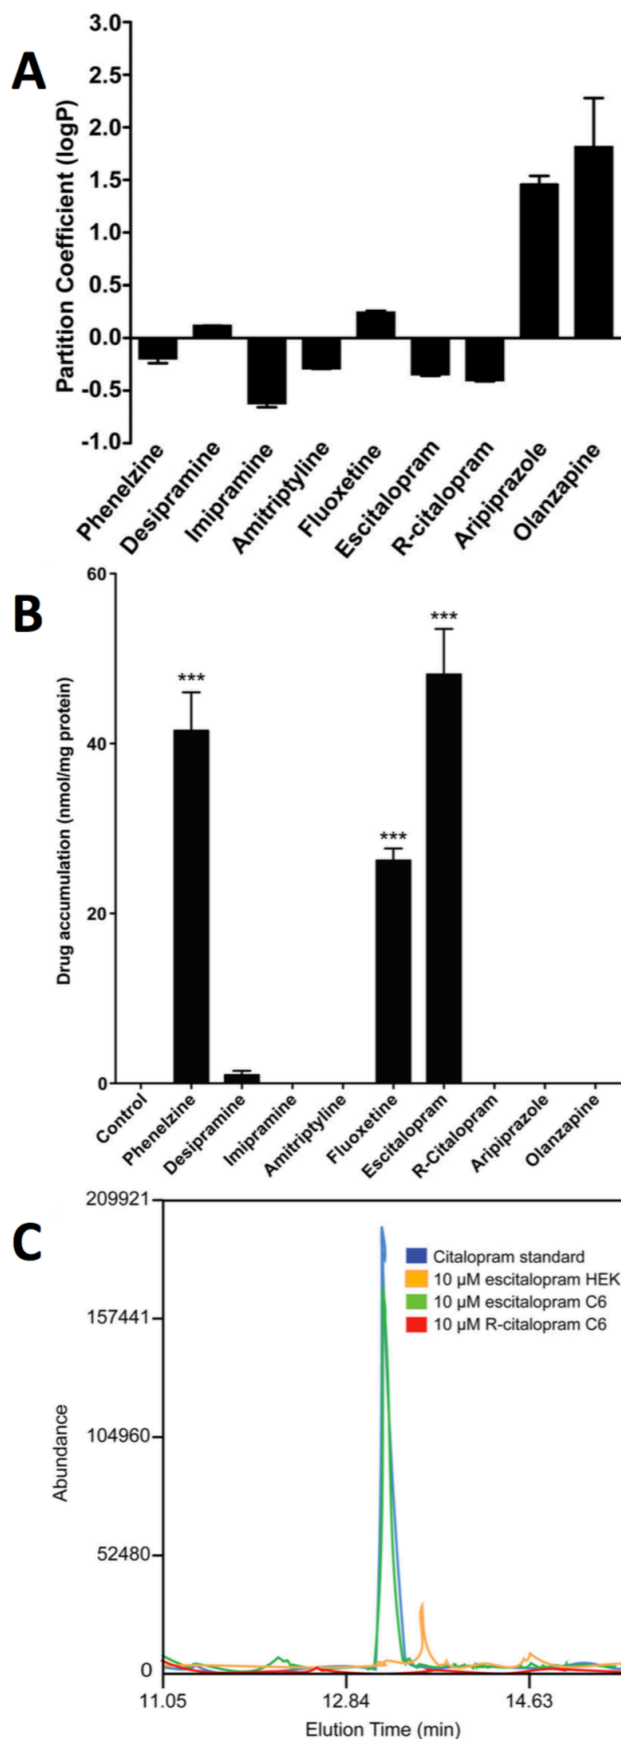 A
Partition Coefficient (logP)
3.0
2.5
2.0
1.5
1.0
0.5
0.0
-0.5
-1.0
Phenelzine
Desipramine
Imipramine
Amitriptyline
Fluoxetine
Escitalopram
R-citalopram
Aripiprazole
Olanzapine
B
Drug accumulation (nmol/mg protein)
60
40
20
0
***
***
***
Control
Phenelzine
Desipramine
Imipramine
Amitriptyline
Fluoxetine
Escitalopram
R-Citalopram
Aripiprazole
Olanzapine
C
Abundance
209921
157441
104960
52480
0
Citalopram standard
10 µM escitalopram HEK
10 µM escitalopram C6
10 µM R-citalopram C6
11.05
12.84
14.63
Elution Time (min)